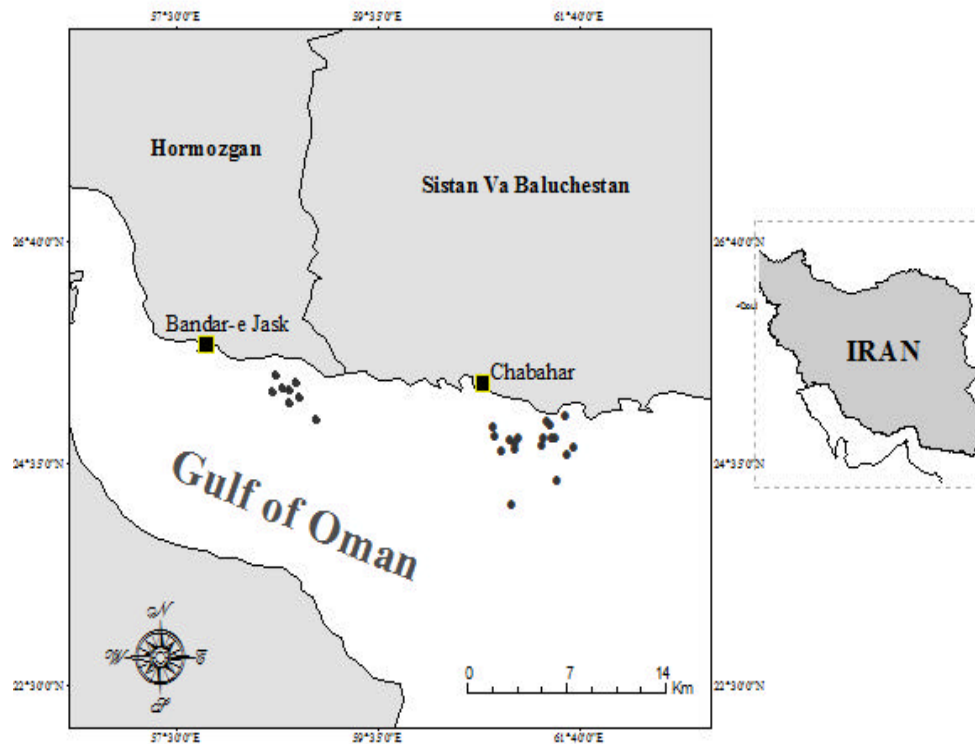 57°30'0"E 59°35'0"E 61°40'0"E
Hormozgan
Sistan Va Baluchestan
26°40'0"N 26°40'0"N
Bandar-e Jask
IRAN
Chabahar
24°35'0"N 24°35'0"N
Gulf of Oman
N
W E
S
0 7 14
Km
22°30'0"N 22°30'0"N
57°30'0"E 59°35'0"E 61°40'0"E